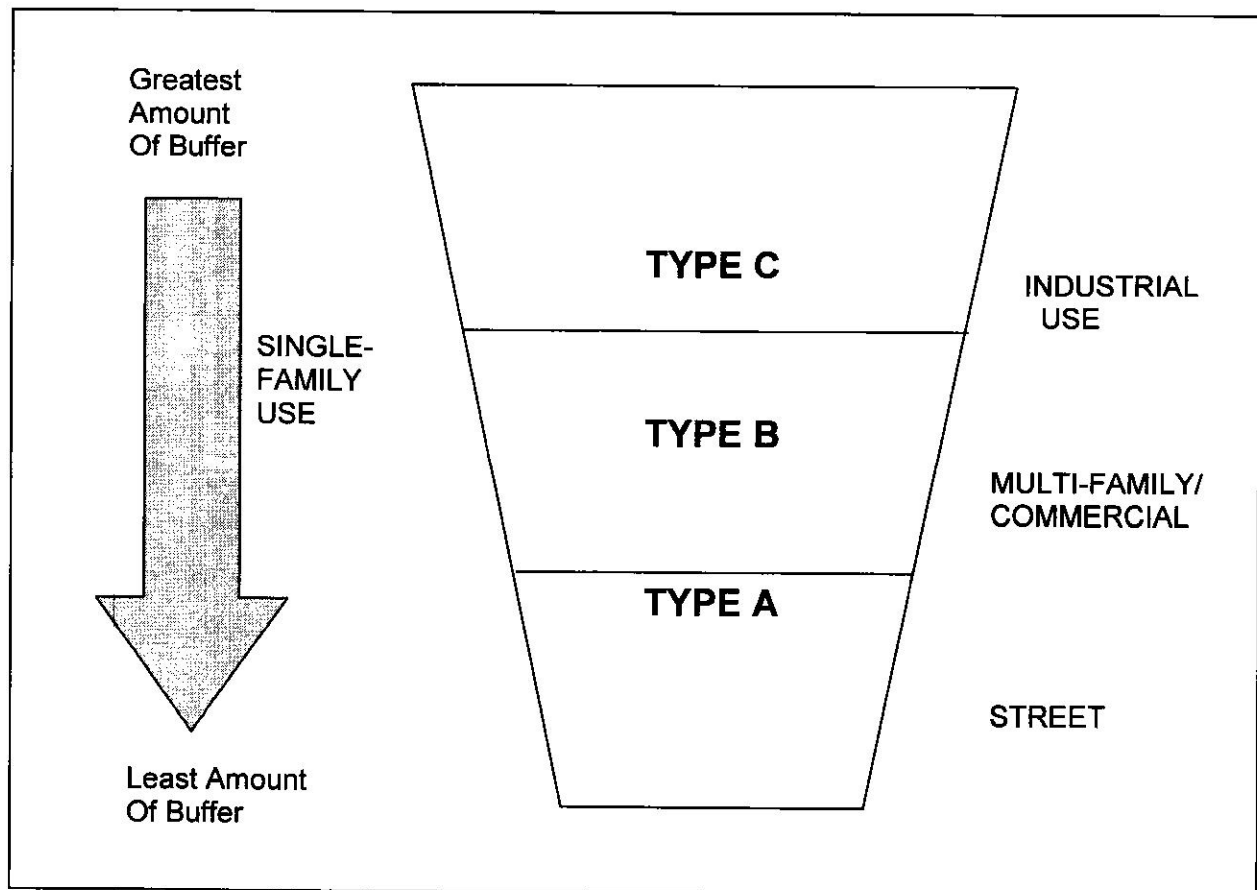 Greatest
Amount
Of Buffer
SINGLE-
FAMILY
USE
Least Amount
Of Buffer
TYPE C
TYPE B
TYPE A
INDUSTRIAL
USE
MULTI-FAMILY/
COMMERCIAL
STREET